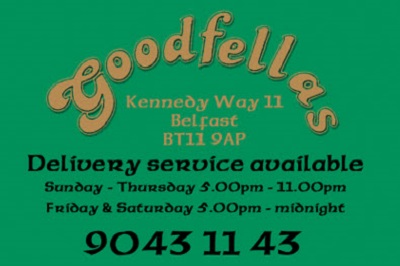 Goodfellas
Kennedy Way 11
Belfast
BT11 9AP
Delivery service available
Sunday - Thursday 5.00pm - 11.00pm
Friday & Saturday 5.00pm - midnight
9043 11 43